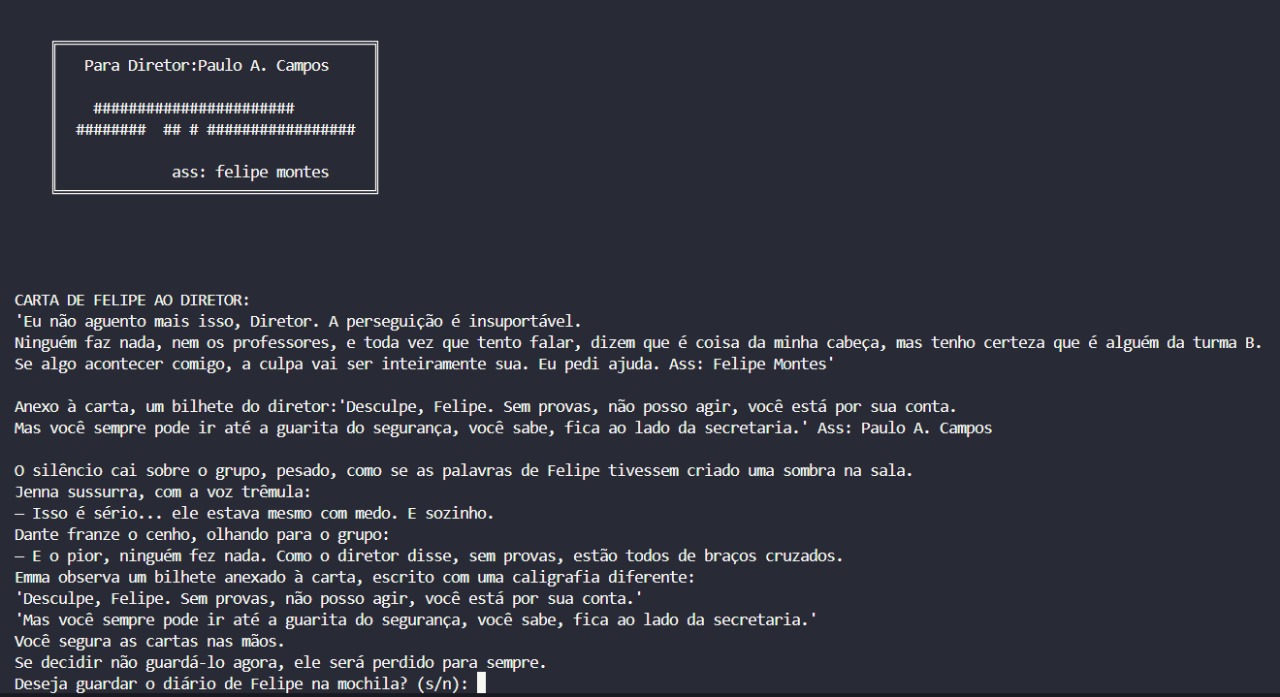 Para Diretor:Paulo A. Campos
#######################
######## ## # #################
ass: felipe montes
CARTA DE FELIPE AO DIRETOR:
'Eu não aguento mais isso, Diretor. A perseguição é insuportável.
Ninguém faz nada, nem os professores, e toda vez que tento falar, dizem que é coisa da minha cabeça, mas tenho certeza que é alguém da turma B.
Se algo acontecer comigo, a culpa vai ser inteiramente sua. Eu pedi ajuda. Ass: Felipe Montes'
Anexo à carta, um bilhete do diretor:'Desculpe, Felipe. Sem provas, não posso agir, você está por sua conta.
Mas você sempre pode ir até a guarita do segurança, você sabe, fica ao lado da secretaria.' Ass: Paulo A. Campos
O silêncio cai sobre o grupo, pesado, como se as palavras de Felipe tivessem criado uma sombra na sala.
Jenna sussurra, com a voz trêmula:
— Isso é sério... ele estava mesmo com medo. E sozinho.
Dante franze o cenho, olhando para o grupo:
— E o pior, ninguém fez nada. Como o diretor disse, sem provas, estão todos de braços cruzados.
Emma observa um bilhete anexado à carta, escrito com uma caligrafia diferente:
'Desculpe, Felipe. Sem provas, não posso agir, você está por sua conta.'
'Mas você sempre pode ir até a guarita do segurança, você sabe, fica ao lado da secretaria.'
Você segura as cartas nas mãos.
Se decidir não guardá-lo agora, ele será perdido para sempre.
Deseja guardar o diário de Felipe na mochila? (s/n):